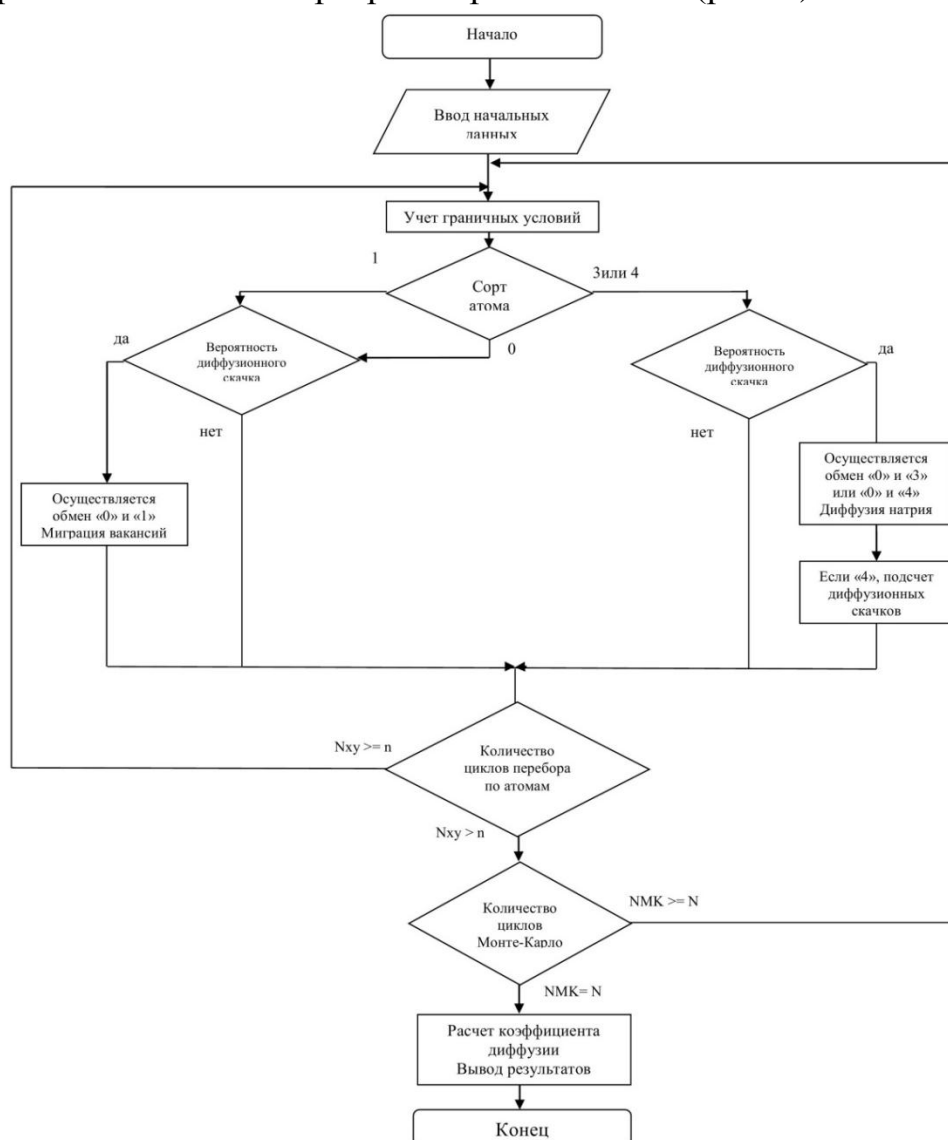 Начало
Ввод начальных
данных
Учет граничных условий
1
3или 4
Сорт
атома
0
да
Вероятность
диффузионного
скачка
нет
Вероятность
диффузионного
скачка
да
нет
Осуществляется
обмен «0» и «1»
Миграция вакансий
Осуществляется
обмен «0» и «3»
или «0» и «4»
Диффузия натрия
Если «4», подсчет
диффузионных
скачков
Nxy >= n
Количество
циклов перебора
по атомам
Nxy > n
Количество
циклов
Монте-Карло
NMK >= N
NMK= N
Расчет коэффициента
диффузии
Вывод результатов
Конец